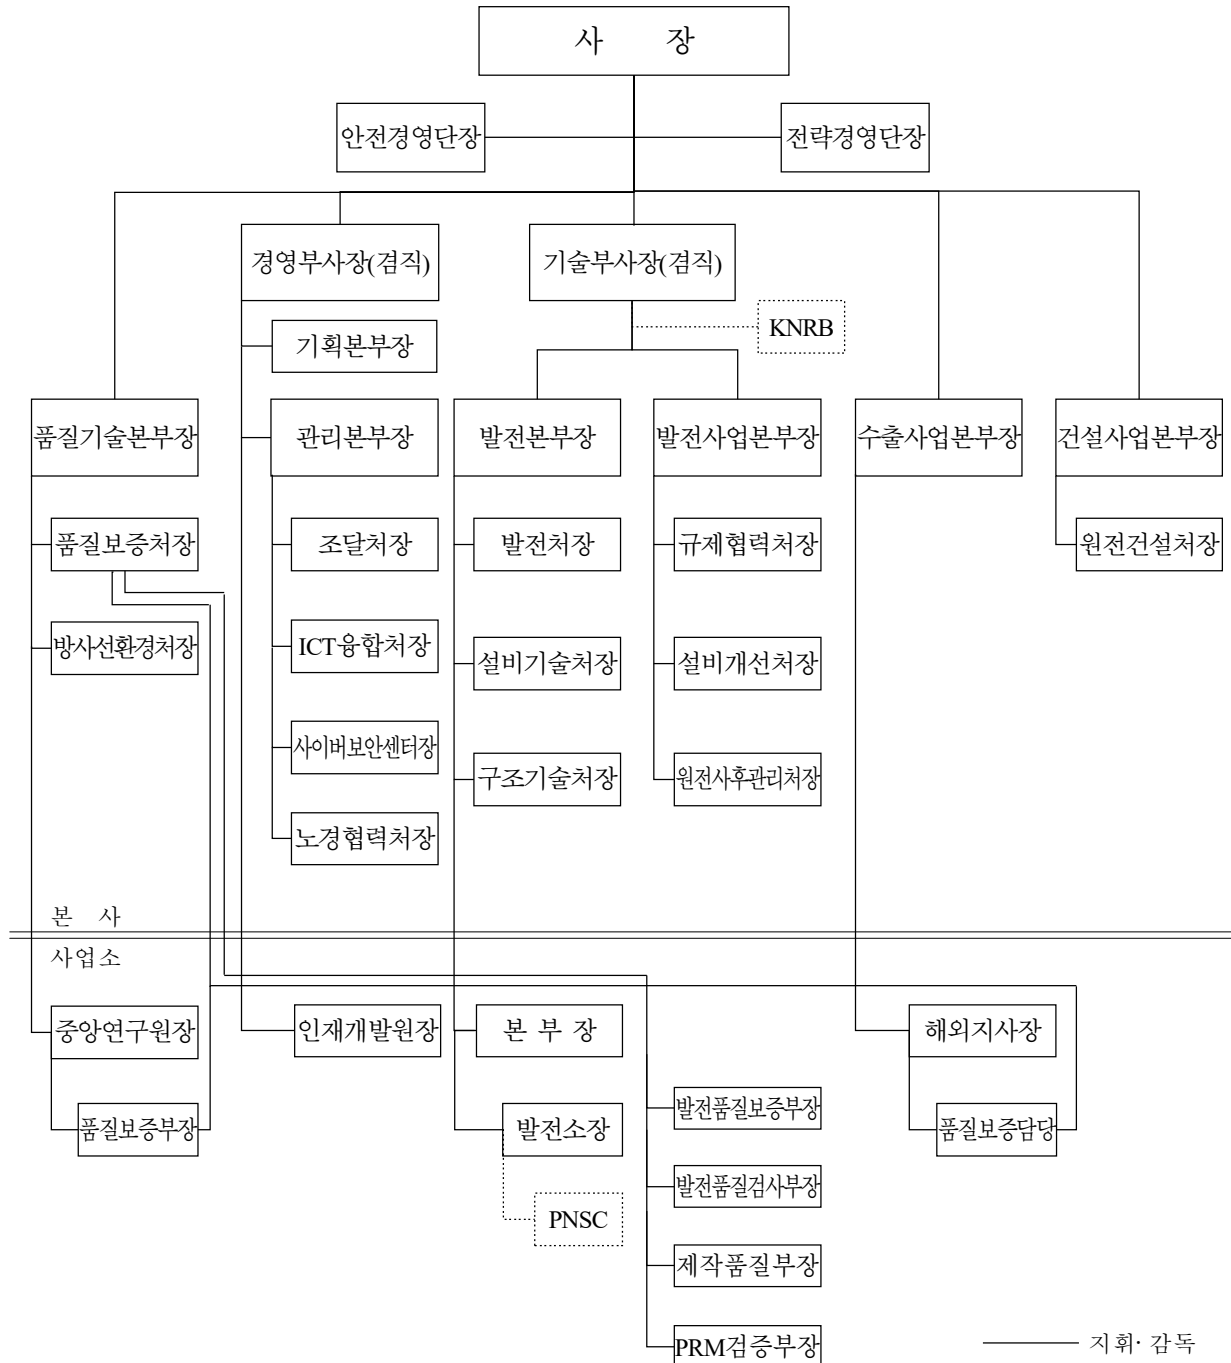 사 장
안전경영단장
전략경영단장
경영부사장(겸직)
기술부사장(겸직)
KNRB
기획본부장
품질기술본부장
관리본부장
발전본부장
발전사업본부장
수출사업본부장
건설사업본부장
품질보증처장
조달처장
발전처장
규제협력처장
원전건설처장
방사선환경처장
ICT융합처장
설비기술처장
설비개선처장
사이버보안센터장
구조기술처장
원전사후관리처장
노경협력처장
본 사
사업소
중앙연구원장
인재개발원장
본 부 장
해외지사장
품질보증부장
발전소장
발전품질보증부장
품질보증담당
발전품질검사부장
PNSC
제작품질부장
PRM검증부장
지휘· 감독